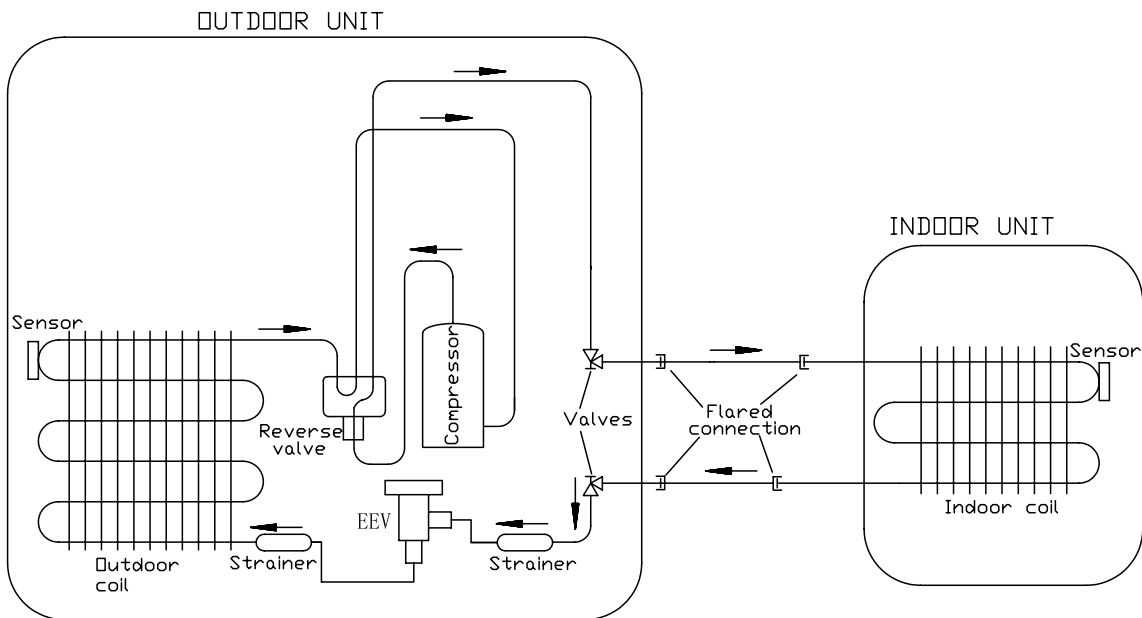 OUTDOOR UNIT
INDOOR UNIT
Sensor
Compressor
Sensor
Reverse
valve
Valves
Flared
connection
EEV
Indoor coil
Outdoor
coil
Strainer
Strainer